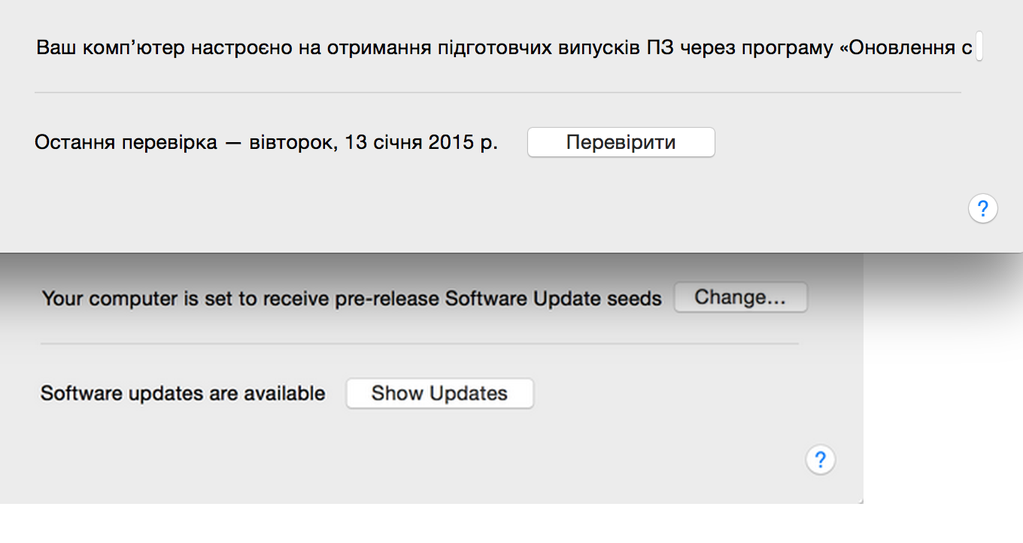 Ваш комп’ютер настроєно на отримання підготовчих випусків ПЗ через програму «Оновлення с
Остання перевірка — вівторок, 13 січня 2015 р. Перевірити
?
Your computer is set to receive pre-release Software Update seeds Change...
Software updates are available Show Updates
?